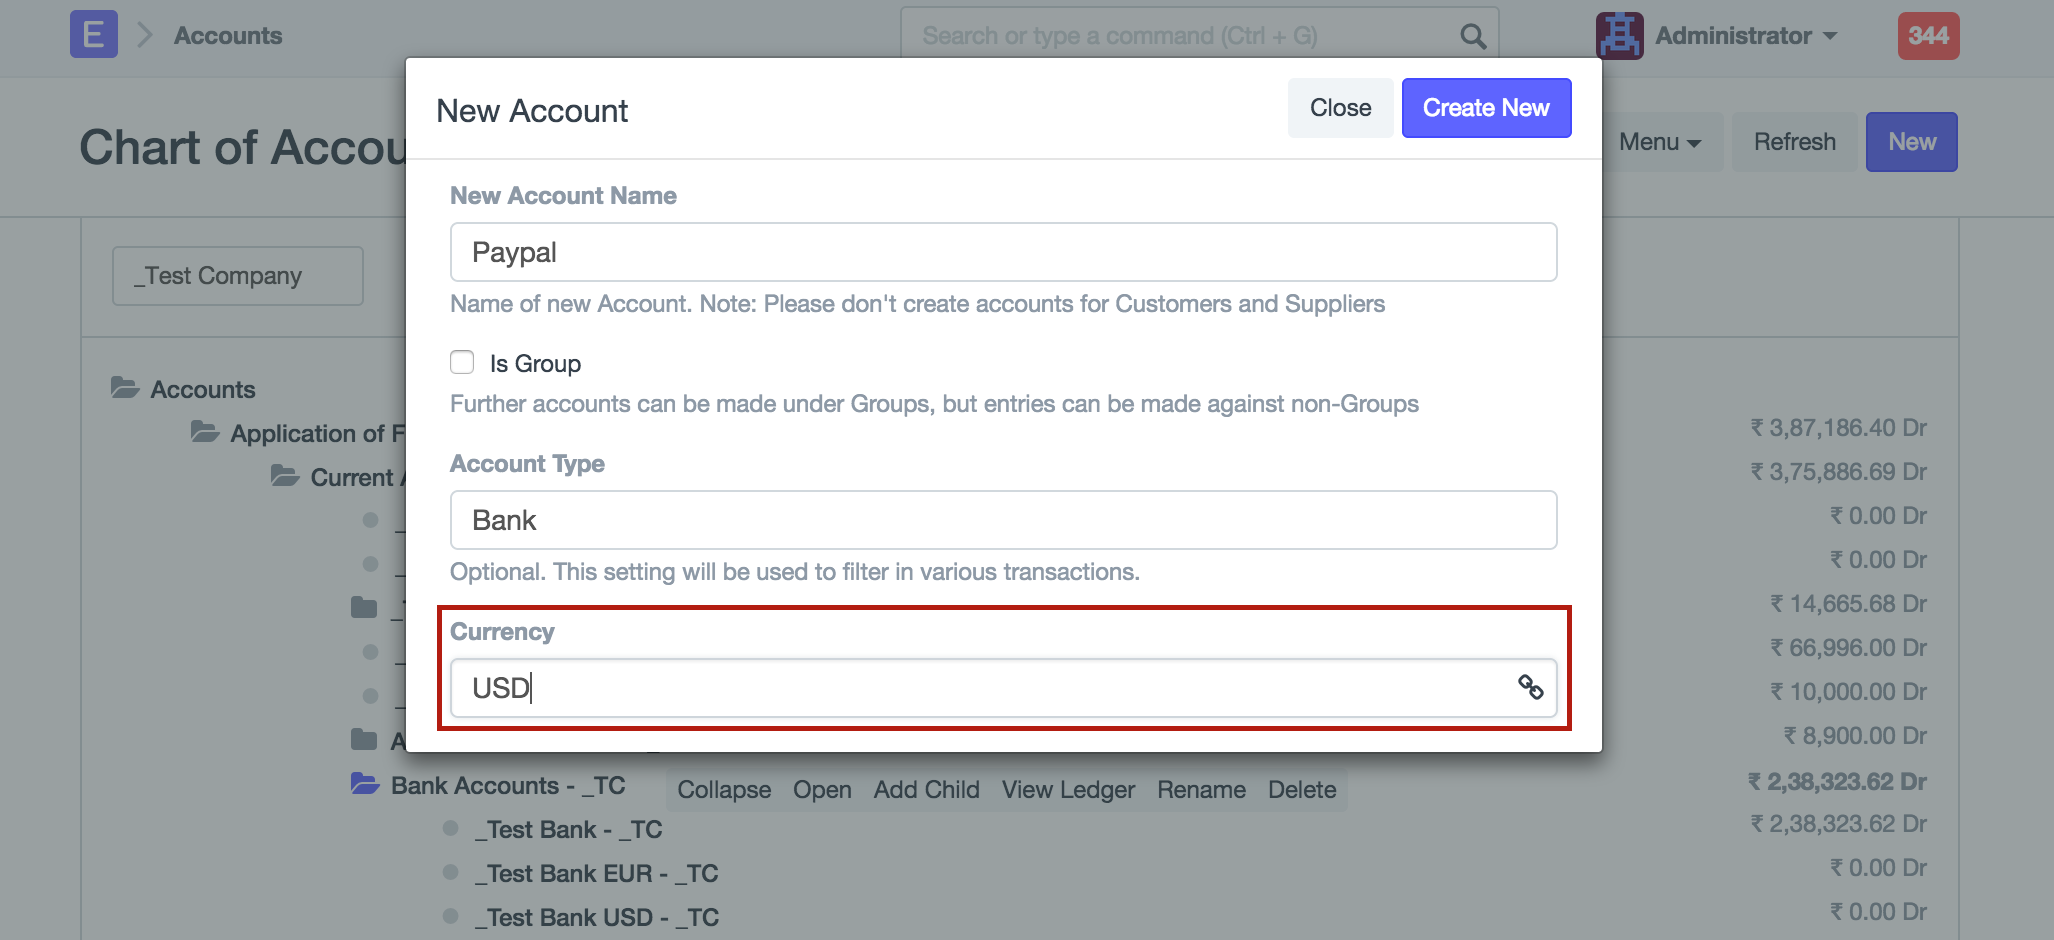 E
Accounts
Search or type a command (Ctrl + G)
Administrator
344
Chart of Accou
Menu
Refresh
New
New Account
Close
Create New
New Account Name
Paypal
Name of new Account. Note: Please don't create accounts for Customers and Suppliers
Is Group
Further accounts can be made under Groups, but entries can be made against non-Groups
Account Type
Bank
Optional. This setting will be used to filter in various transactions.
Currency
USD
_Test Company
Accounts
Application of F
₹ 3,87,186.40 Dr
Current A
₹ 3,75,886.69 Dr
₹ 0.00 Dr
₹ 0.00 Dr
₹ 14,665.68 Dr
₹ 66,996.00 Dr
₹ 10,000.00 Dr
A
₹ 8,900.00 Dr
Bank Accounts - _TC
Collapse
Open
Add Child
View Ledger
Rename
Delete
₹ 2,38,323.62 Dr
_Test Bank - _TC
₹ 2,38,323.62 Dr
_Test Bank EUR - _TC
₹ 0.00 Dr
_Test Bank USD - _TC
₹ 0.00 Dr